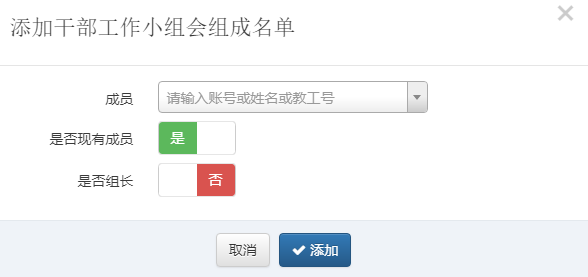 添加干部工作小组会组成名单
成员 请输入账号或姓名或教工号
是否现有成员 是
是否组长 否
取消 添加